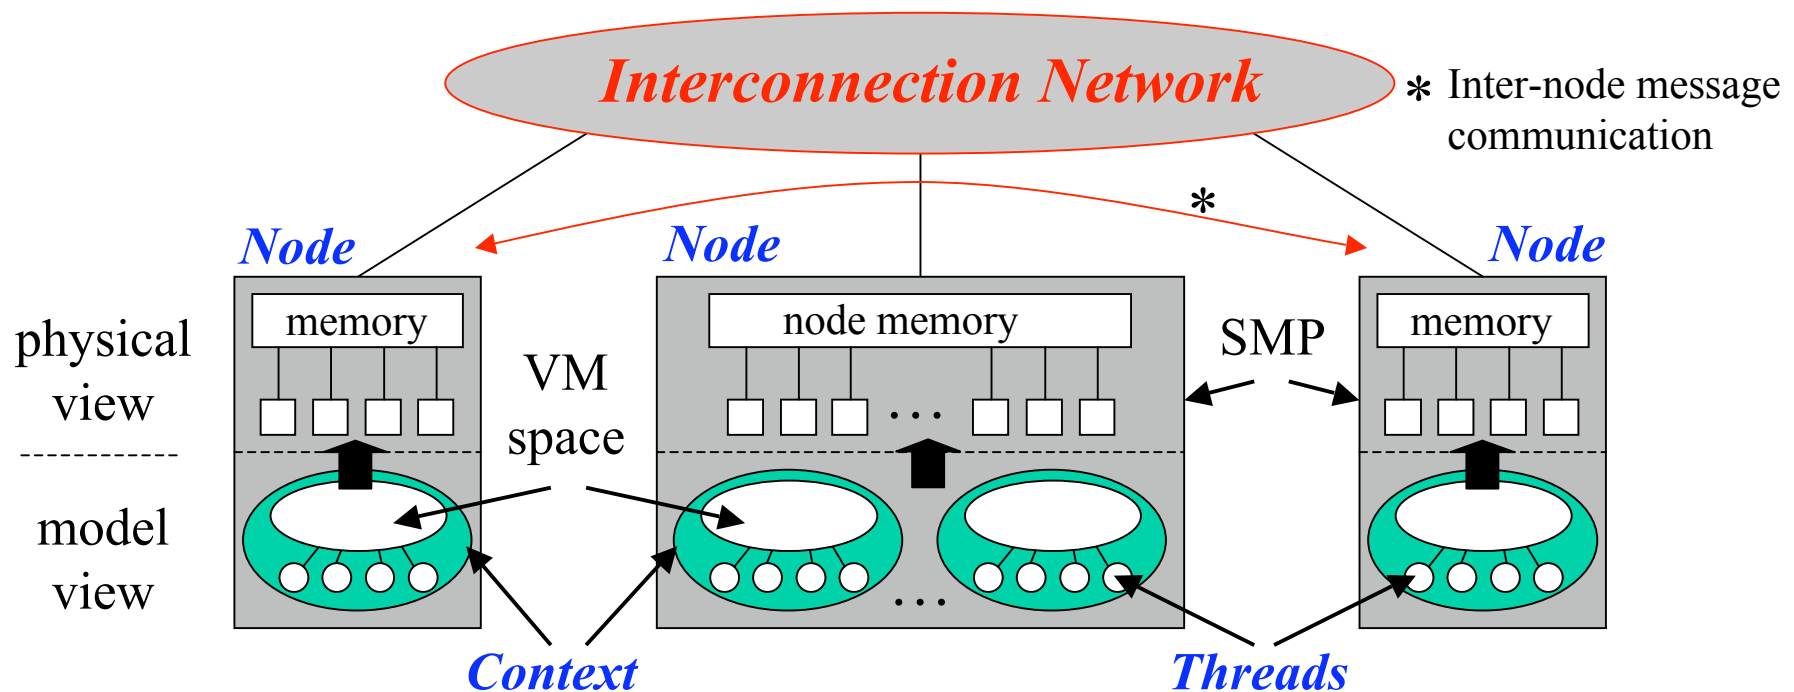 Interconnection Network
* Inter-node message
communication
*
Node
Node
Node
memory
node memory
memory
physical
view
VM
space
SMP
...
model
view
...
Context
Threads